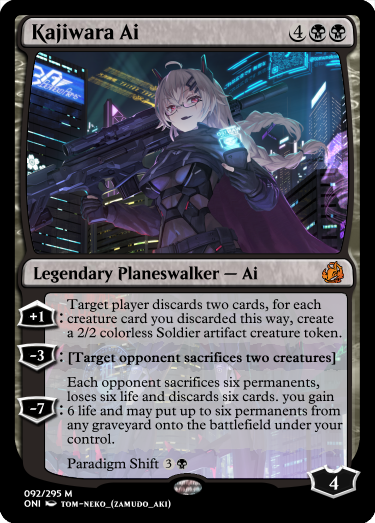 Kajiwara Ai 4
Legendary Planeswalker — Ai
+1: Target player discards two cards, for each
creature card you discarded this way, create
a 2/2 colorless Soldier artifact creature token.
-3: [Target opponent sacrifices two creatures]
Each opponent sacrifices six permanents,
loses six life and discards six cards. you gain
-7: 6 life and may put up to six permanents from
any graveyard onto the battlefield under your
control.
Paradigm Shift 3
4
092/295 M
ONI TOM-NEKO_(ZAMUDO_AKI)